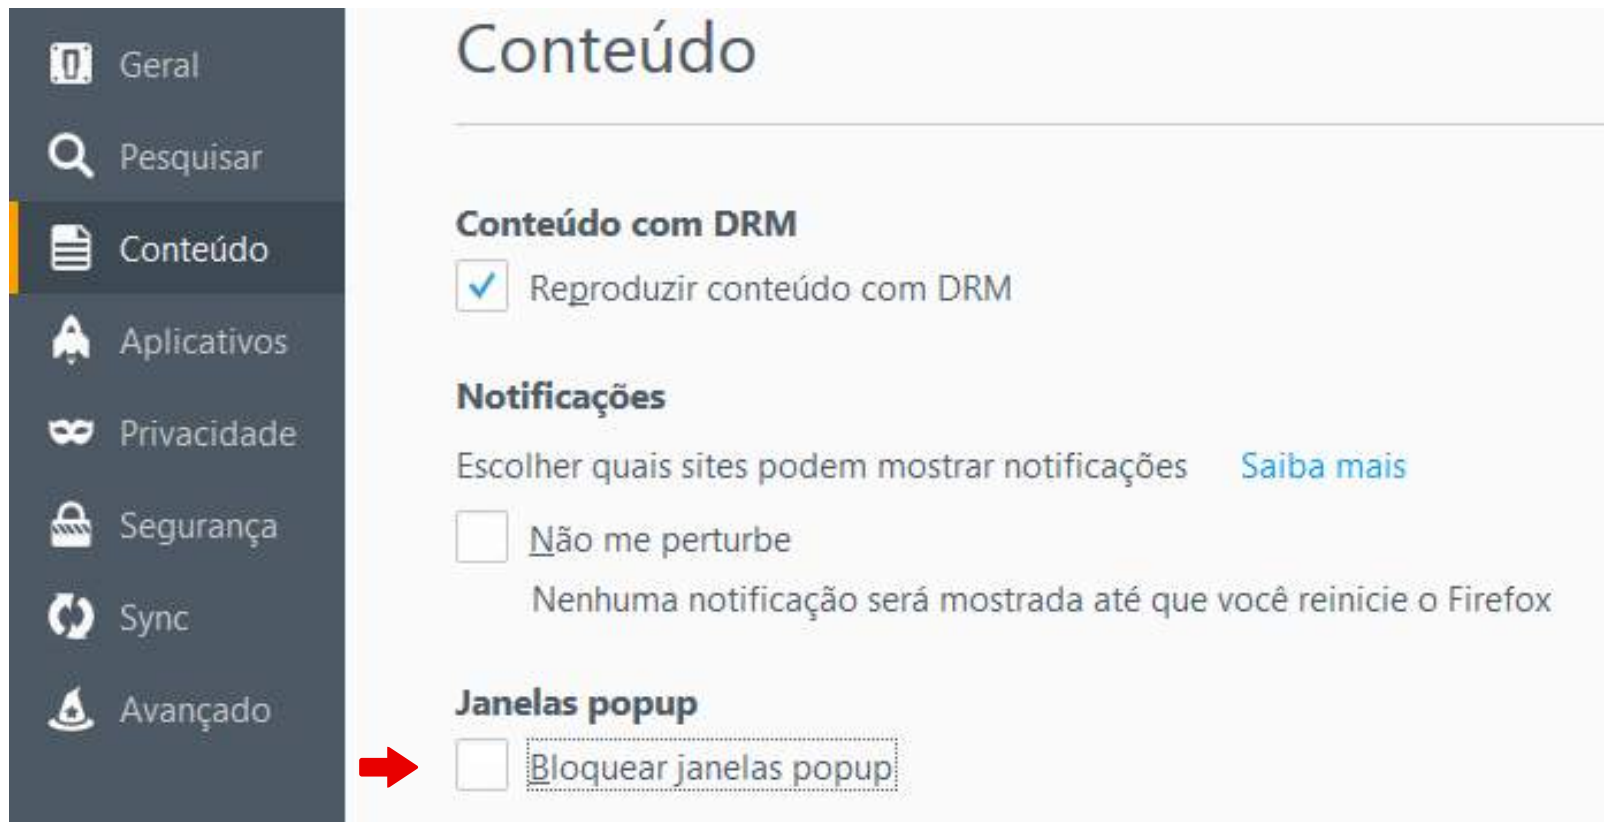 Geral
Pesquisar
Conteúdo
Aplicativos
Privacidade
Segurança
Sync
Avançado
Conteúdo
Conteúdo com DRM
Reproduzir conteúdo com DRM
Notificações
Escolher quais sites podem mostrar notificações Saiba mais
Não me perturbe
Nenhuma notificação será mostrada até que você reinicie o Firefox
Janelas popup
Bloquear janelas popup